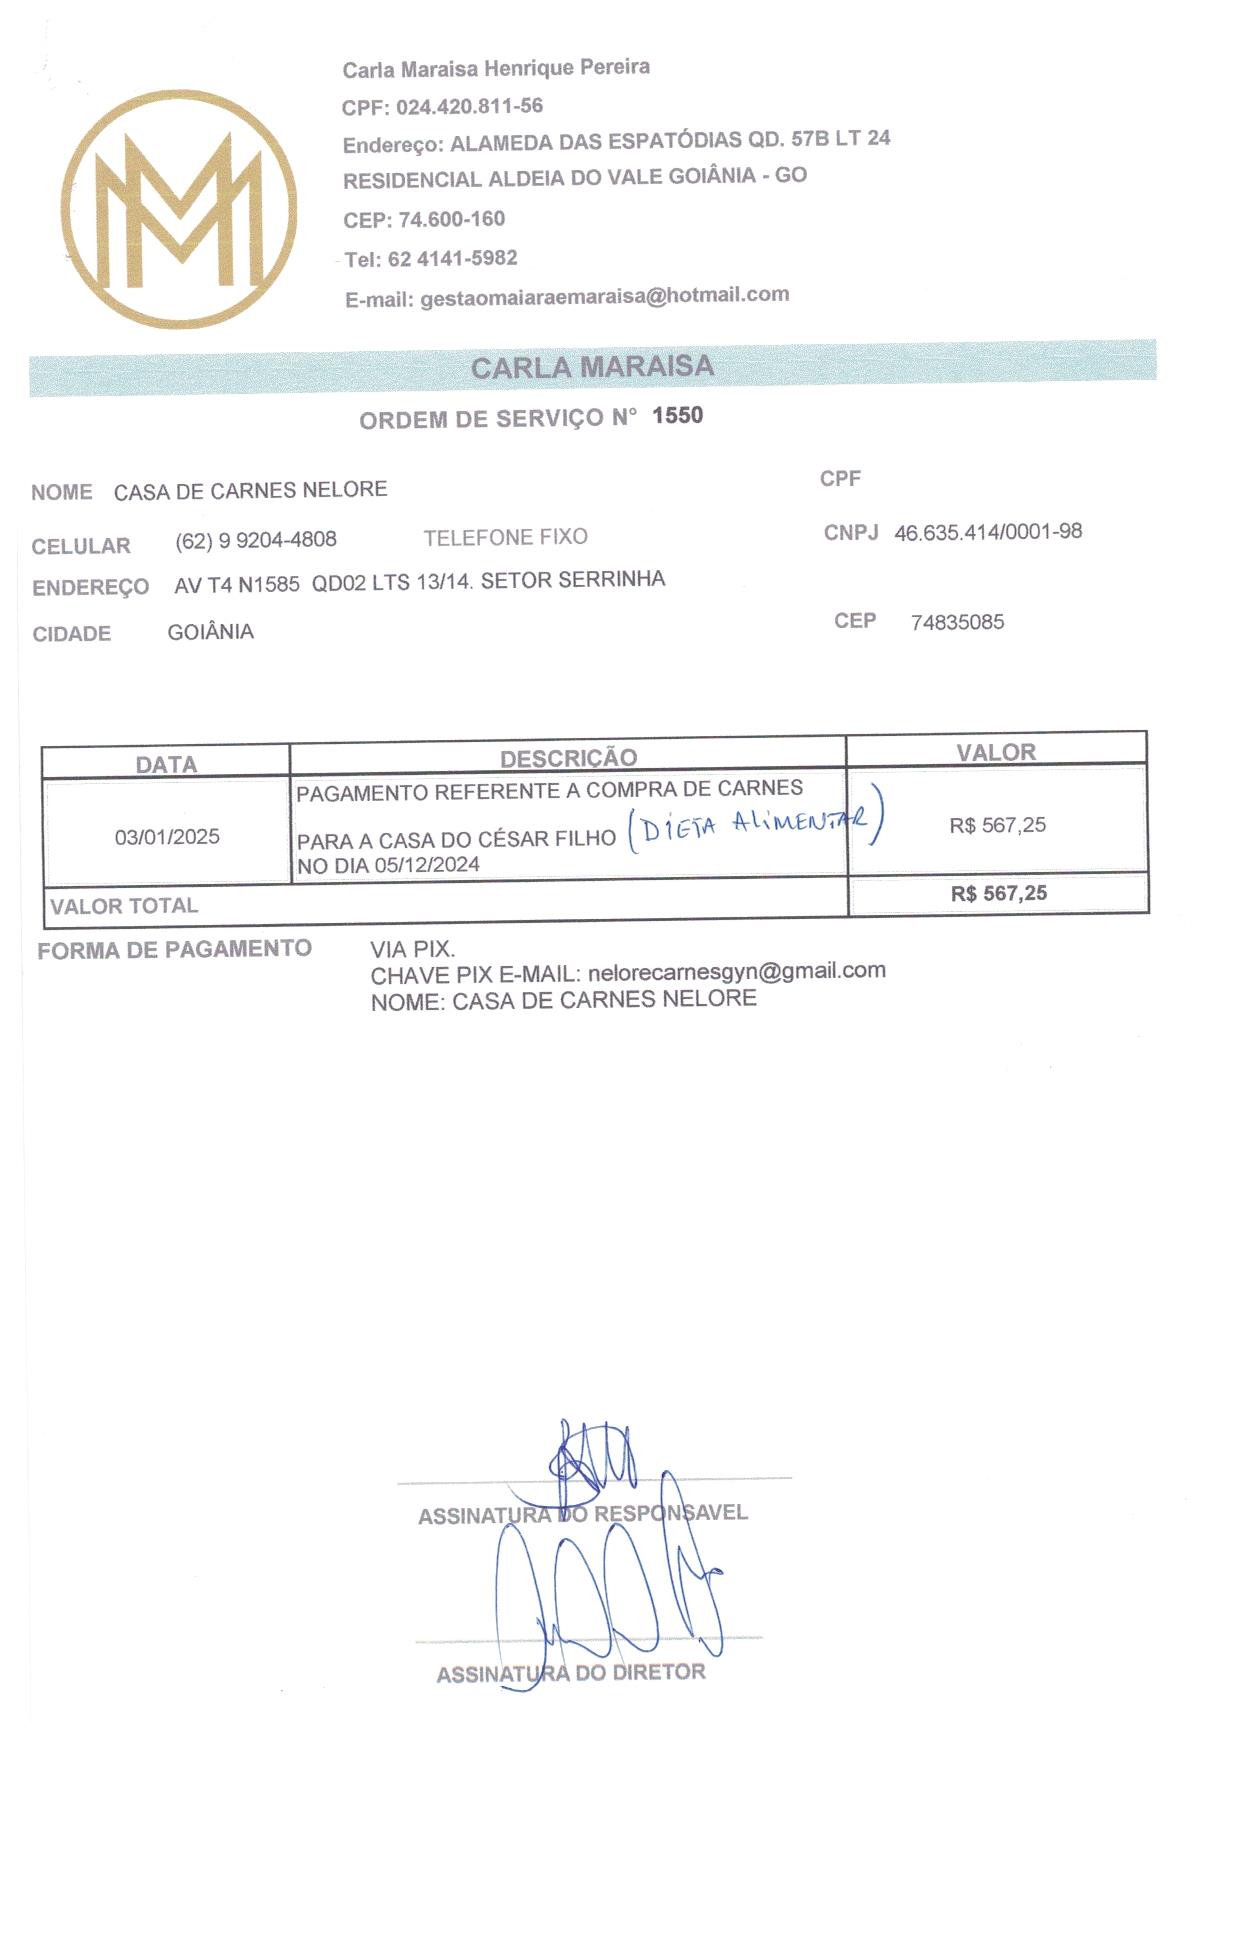 MM
Carla Maraisa Henrique Pereira
CPF: 024.420.811-56
Endereço: ALAMEDA DAS ESPATÓDIAS QD. 57B LT 24
RESIDENCIAL ALDEIA DO VALE GOIÂNIA - GO
CEP: 74.600-160
Tel: 62 4141-5982
E-mail: gestaomaiaraemaraisa@hotmail.com
CARLA MARAISA
ORDEM DE SERVIÇO N° 1550
NOME CASA DE CARNES NELORE CPF
CELULAR (62) 9 9204-4808 TELEFONE FIXO CNPJ 46.635.414/0001-98
ENDEREÇO AV T4 N1585 QD02 LTS 13/14. SETOR SERRINHA
CIDADE GOIÂNIA CEP 74835085
DATA DESCRIÇÃO VALOR
PAGAMENTO REFERENTE A COMPRA DE CARNES
03/01/2025 PARA A CASA DO CÉSAR FILHO (DIETA ALIMENTAR) R$ 567,25
NO DIA 05/12/2024
VALOR TOTAL R$ 567,25
FORMA DE PAGAMENTO VIA PIX.
CHAVE PIX E-MAIL: nelorecarnesgyn@gmail.com
NOME: CASA DE CARNES NELORE
ASSINATURA DO RESPONSAVEL
ASSINATURA DO DIRETOR